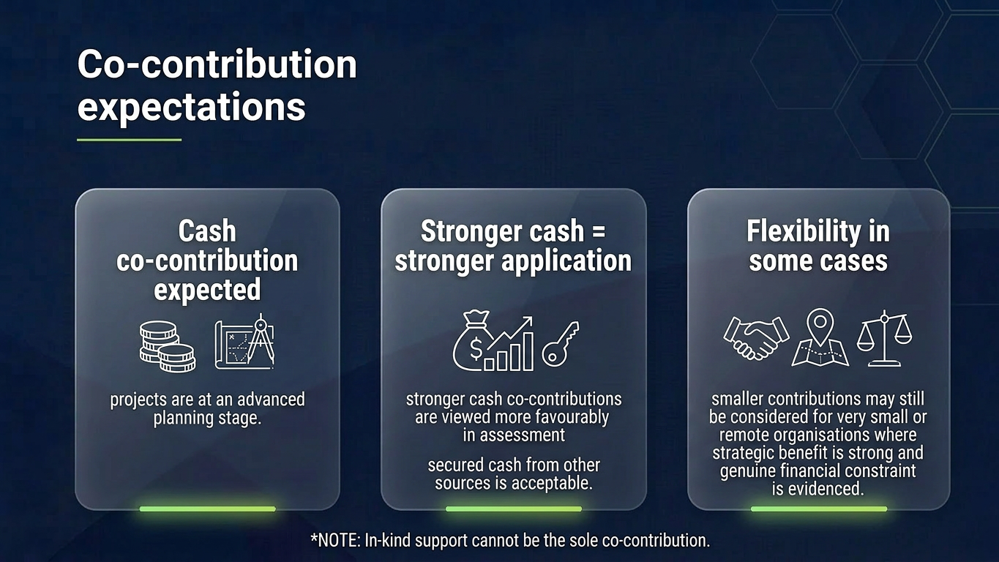 Co-contribution
expectations
Cash
co-contribution
expected
projects are at an advanced
planning stage.
Stronger cash =
stronger application
$
stronger cash co-contributions
are viewed more favourably
in assessment
secured cash from other
sources is acceptable.
Flexibility in
some cases
smaller contributions may still
be considered for very small or
remote organisations where
strategic benefit is strong and
genuine financial constraint
is evidenced.
*NOTE: In-kind support cannot be the sole co-contribution.